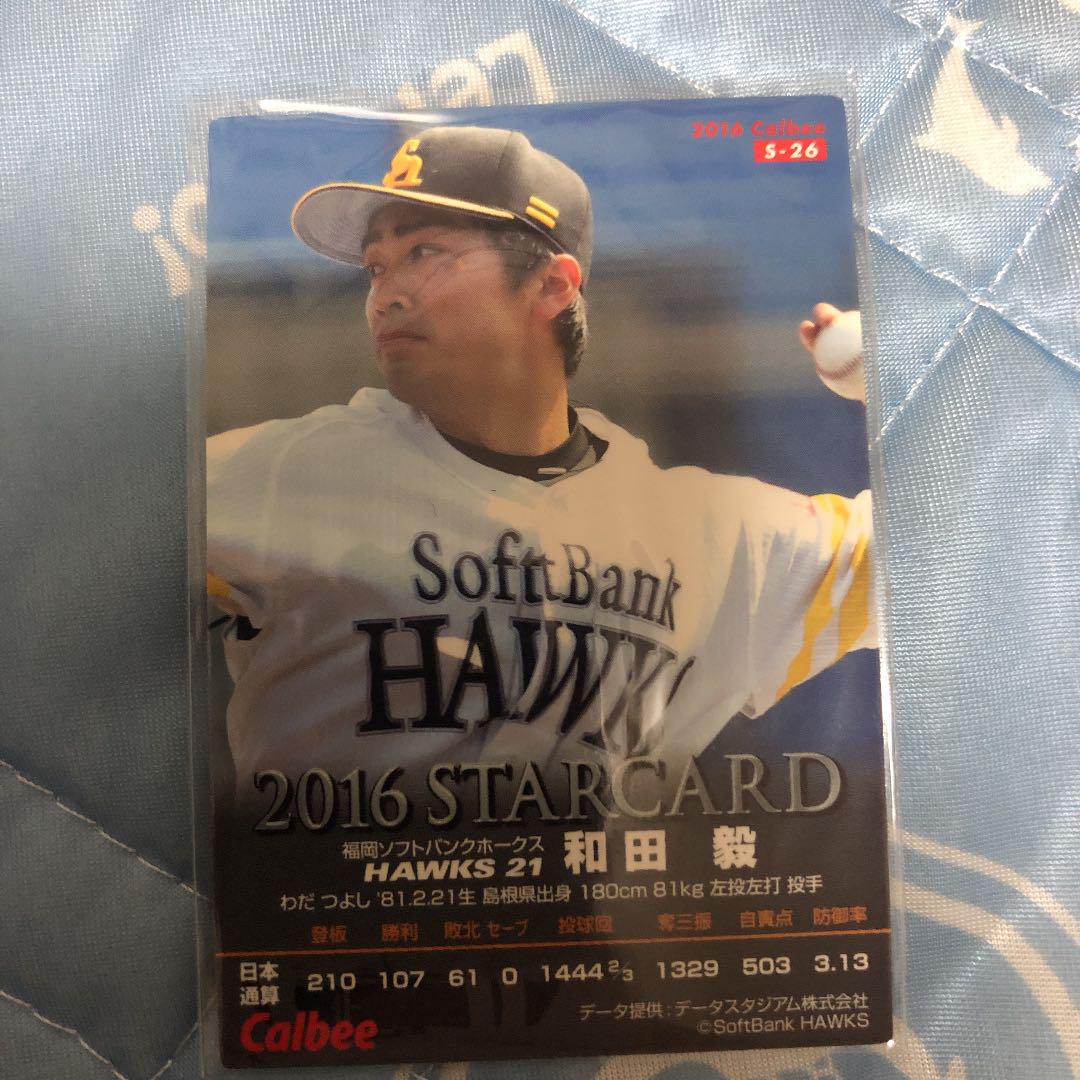 2016 Calbee
S-26
SoftBank
HAWKS
2016 STARCARD
福岡ソフトバンクホークス
HAWKS 21 和田 毅
わだ つよし '81.2.21生 島根県出身 180cm 81kg 左投左打 投手
登板 勝利 敗北 セーブ 投球回 奪三振 自責点 防御率
日本通算 210 107 61 0 1444 2/3 1329 503 3.13
データ提供:データスタジアム株式会社
Calbee
©SoftBank HAWKS